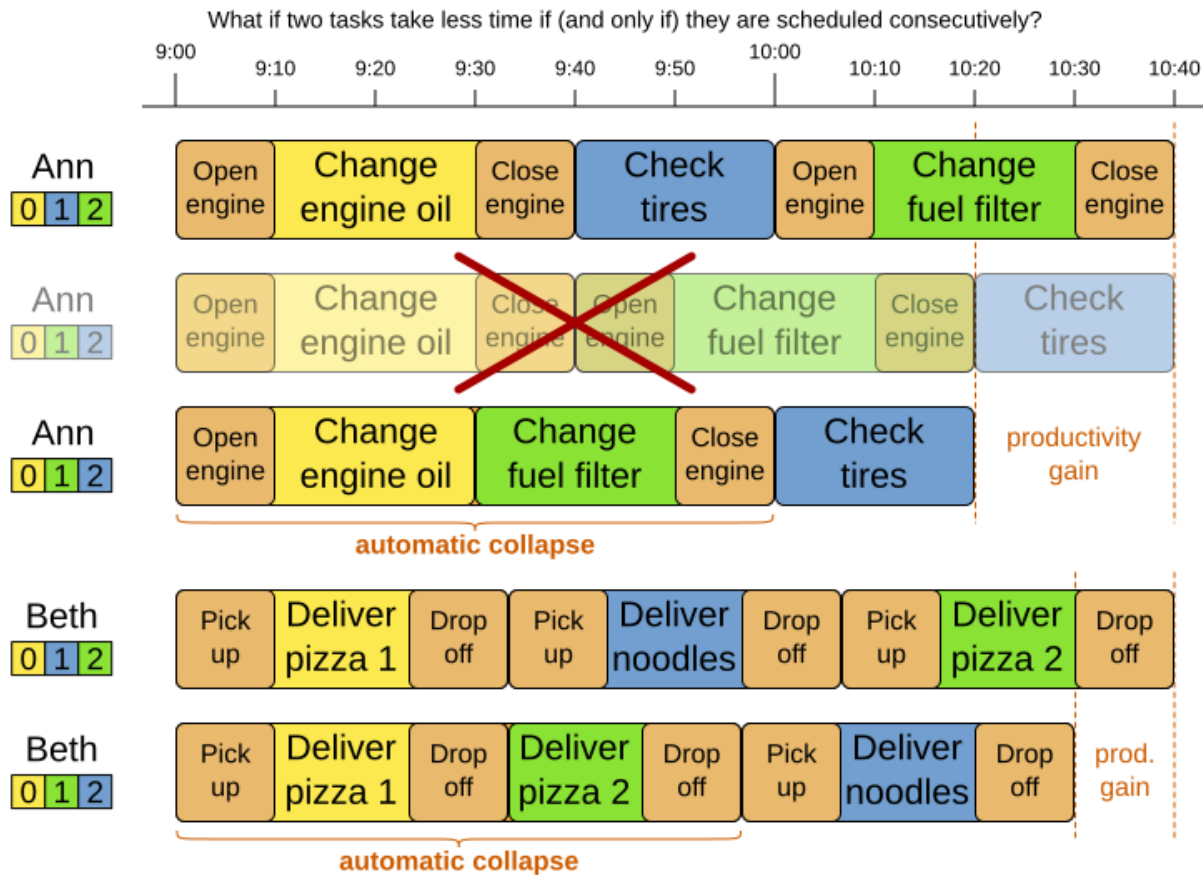 What if two tasks take less time if (and only if) they are scheduled consecutively?
9:00 10:00
9:10 9:20 9:30 9:40 9:50 10:10 10:20 10:30 10:40
Ann
0 1 2
Open engine
Change engine oil
Close engine
Check tires
Open engine
Change fuel filter
Close engine
Ann
0 1 2
Open engine
Change engine oil
Close engine
Open engine
Change fuel filter
Close engine
Check tires
Ann
0 1 2
Open engine
Change engine oil
Change fuel filter
Close engine
Check tires
productivity gain
automatic collapse
Beth
0 1 2
Pick up
Deliver pizza 1
Drop off
Pick up
Deliver noodles
Drop off
Pick up
Deliver pizza 2
Drop off
Beth
0 1 2
Pick up
Deliver pizza 1
Drop off
Deliver pizza 2
Drop off
Pick up
Deliver noodles
Drop off
prod. gain
automatic collapse